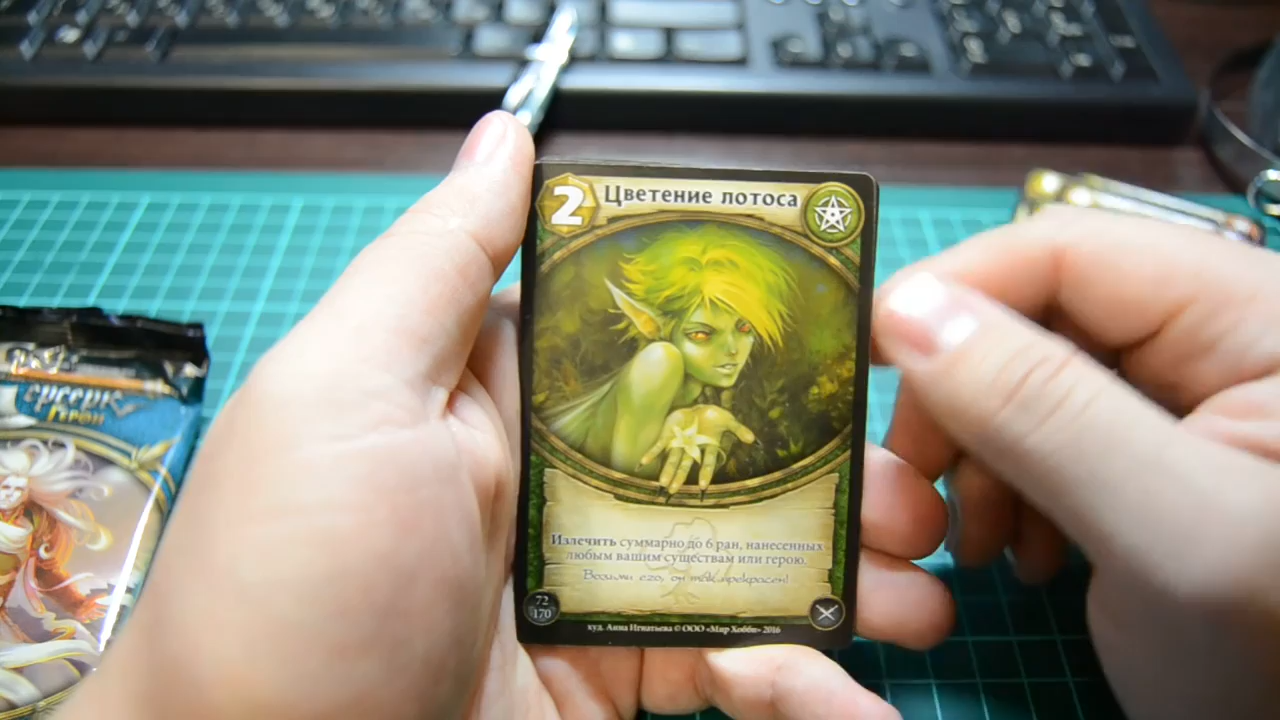 2
Цветение лотоса
Излечить суммарно до 6 ран, нанесенных
любым вашим существам или герою.
Возьми его, он так прекрасен!
72
170
худ. Анна Игнатьева © ООО «Мир Хобби» 2016
Берсерк
Герои